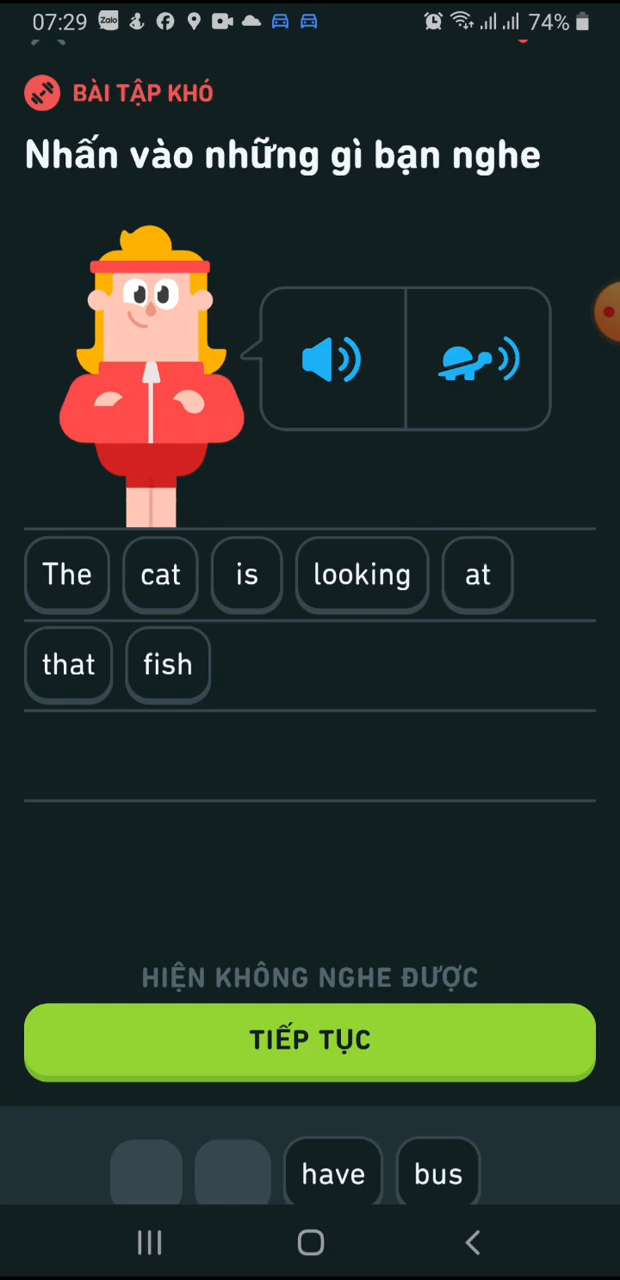 07:29 Zalo 74%
BÀI TẬP KHÓ
Nhấn vào những gì bạn nghe
The cat is looking at
that fish
HIỆN KHÔNG NGHE ĐƯỢC
TIẾP TỤC
have bus